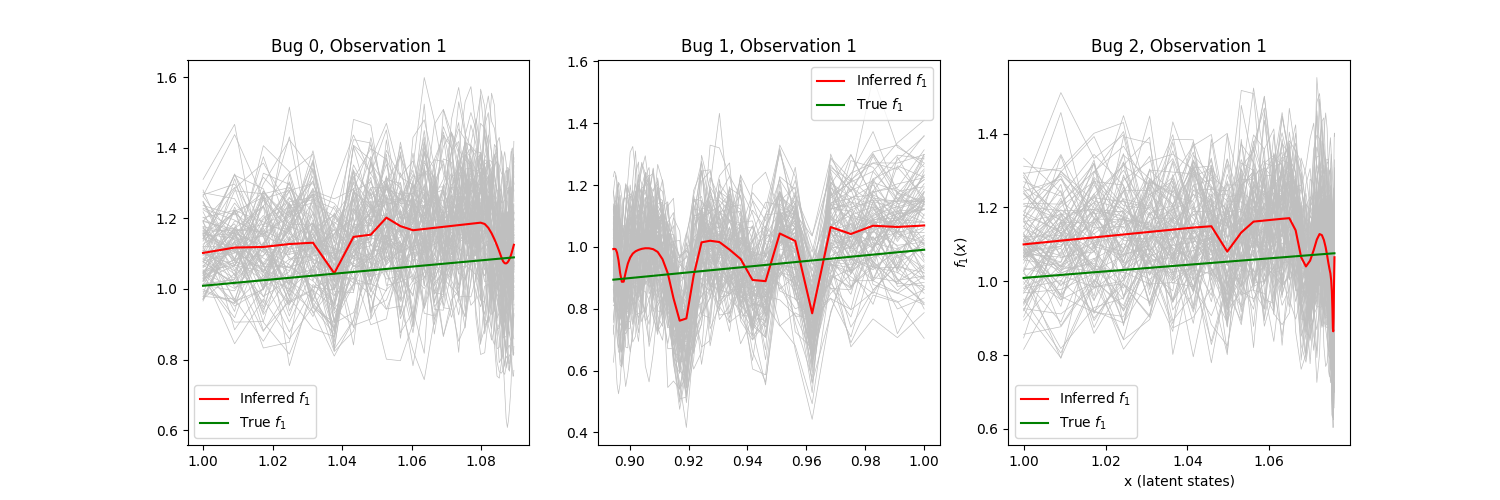 Bug 0, Observation 1
1.6
1.4
1.2
1.0
0.8
0.6
Inferred f₁
True f₁
1.00 1.02 1.04 1.06 1.08
Bug 1, Observation 1
1.6
1.4
1.2
1.0
0.8
0.6
0.4
Inferred f₁
True f₁
0.90 0.92 0.94 0.96 0.98 1.00
Bug 2, Observation 1
f₁(x)
1.4
1.2
1.0
0.8
0.6
Inferred f₁
True f₁
1.00 1.02 1.04 1.06
x (latent states)